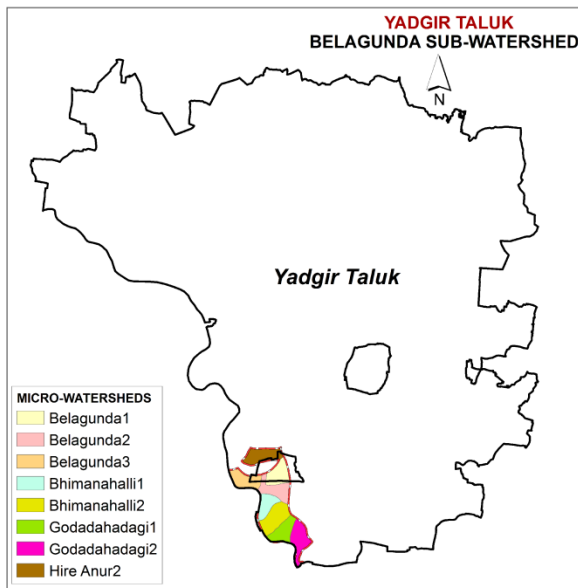 YADGIR TALUK
BELAGUNDA SUB-WATERSHED
N
Yadgir Taluk
MICRO-WATERSHEDS
Belagunda1
Belagunda2
Belagunda3
Bhimanahalli1
Bhimanahalli2
Godadahadagi1
Godadahadagi2
Hire Anur2